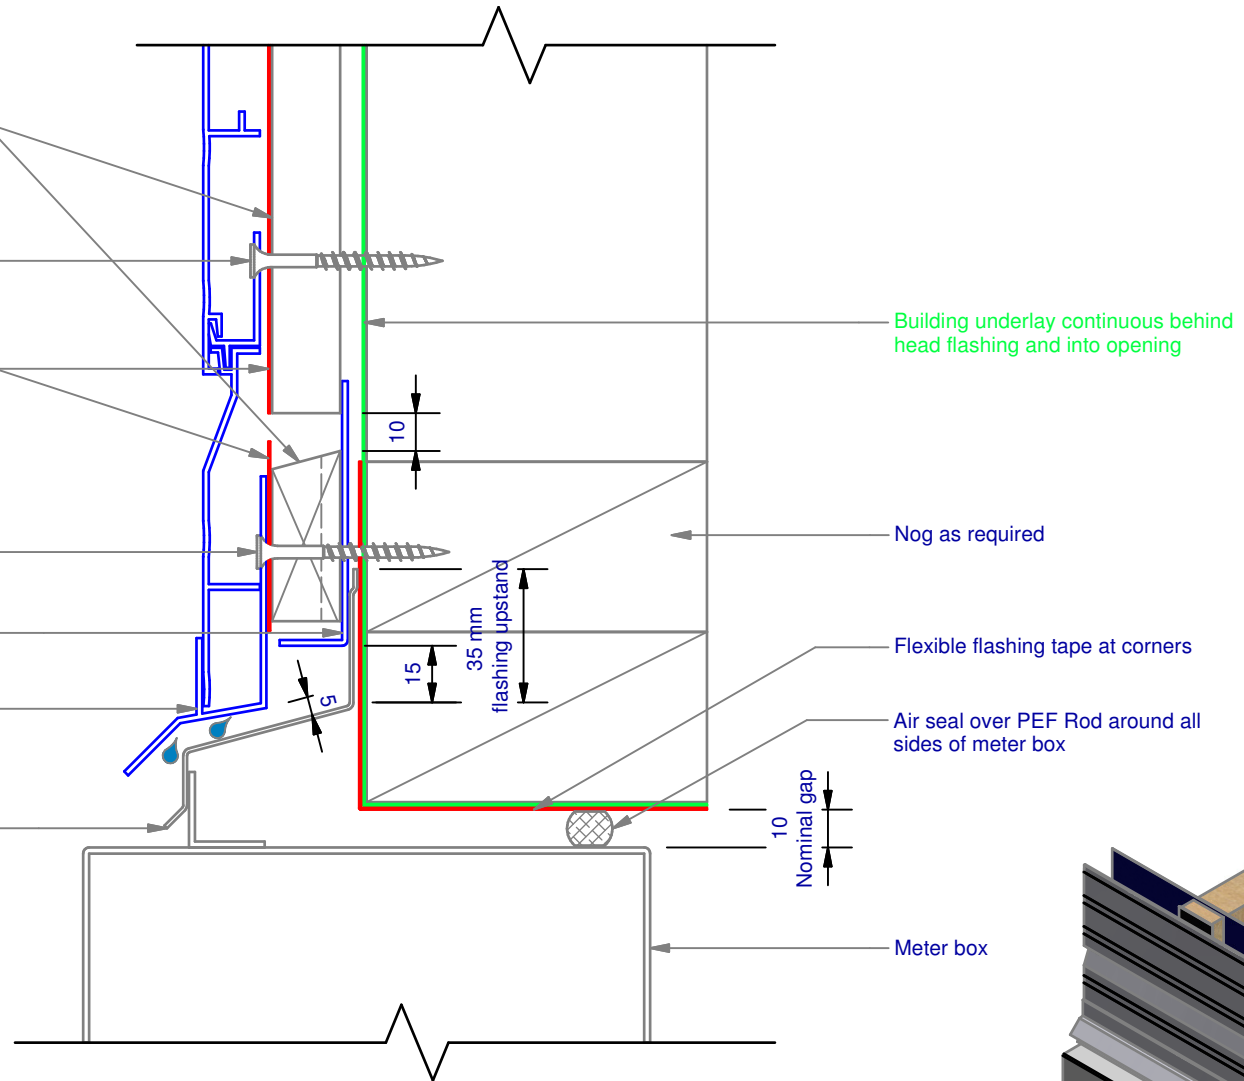 Building underlay continuous behind
head flashing and into opening
10
Nog as required
35 mm
flashing upstand
15
5
Flexible flashing tape at corners
Air seal over PEF Rod around all
sides of meter box
10
Nominal gap
Meter box